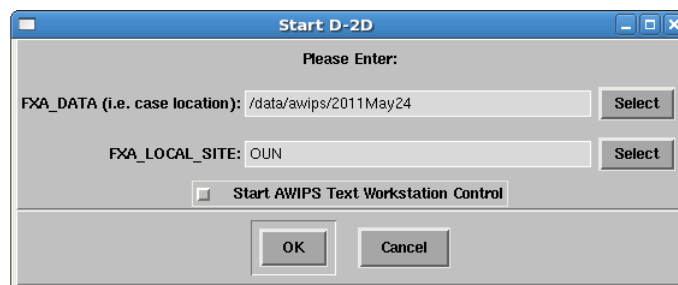 Start D-2D
Please Enter:
FXA_DATA (i.e. case location): /data/awips/2011May24 Select
FXA_LOCAL_SITE: OUN Select
Start AWIPS Text Workstation Control
OK Cancel